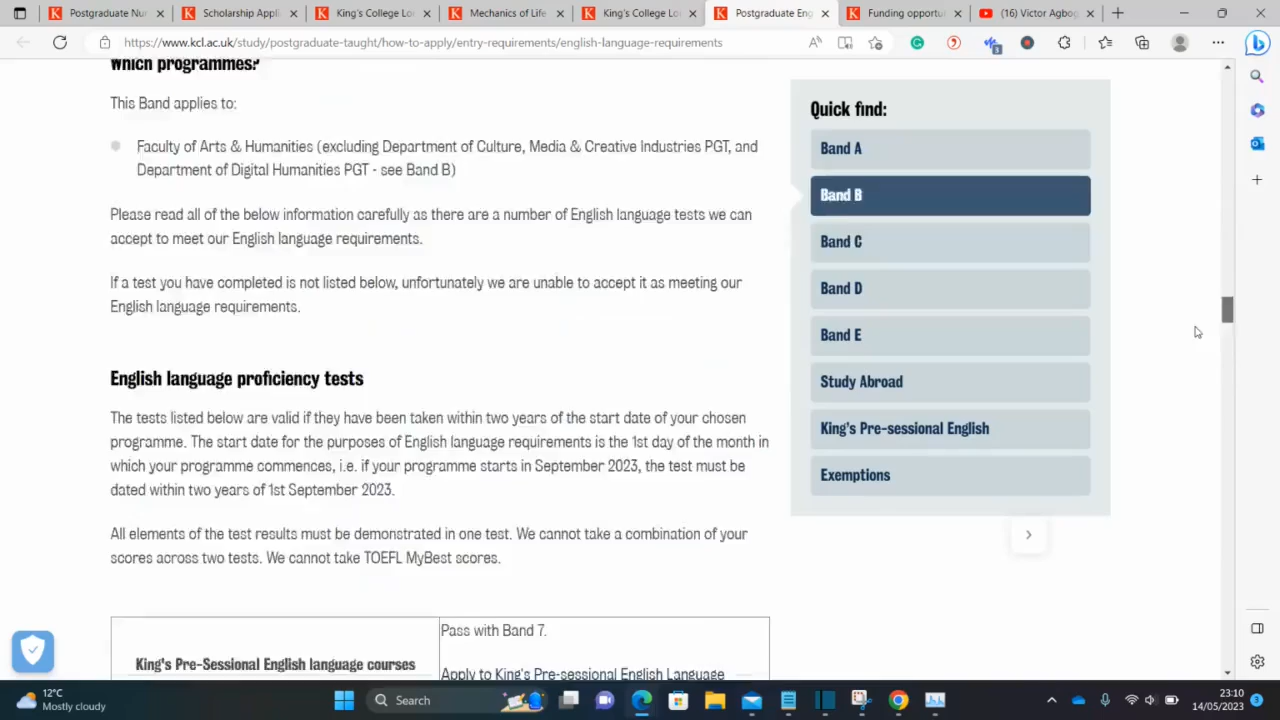 Postgraduate Nur
Scholarship Appli
King's College Lo
Mechanics of Life
King's College Lo
Postgraduate Eng
Funding opportu
(16) Victor Agbog
https://www.kcl.ac.uk/study/postgraduate-taught/how-to-apply/entry-requirements/english-language-requirements
Which programmes?
This Band applies to:
Faculty of Arts & Humanities (excluding Department of Culture, Media & Creative Industries PGT, and
Department of Digital Humanities PGT - see Band B)
Please read all of the below information carefully as there are a number of English language tests we can
accept to meet our English language requirements.
If a test you have completed is not listed below, unfortunately we are unable to accept it as meeting our
English language requirements.
English language proficiency tests
The tests listed below are valid if they have been taken within two years of the start date of your chosen
programme. The start date for the purposes of English language requirements is the 1st day of the month in
which your programme commences, i.e. if your programme starts in September 2023, the test must be
dated within two years of 1st September 2023.
All elements of the test results must be demonstrated in one test. We cannot take a combination of your
scores across two tests. We cannot take TOEFL MyBest scores.
King's Pre-Sessional English language courses
Pass with Band 7.
Apply to King's Pre-sessional English Language
Quick find:
Band A
Band B
Band C
Band D
Band E
Study Abroad
King's Pre-sessional English
Exemptions
12°C
Mostly cloudy
Search
23:10
14/05/2023